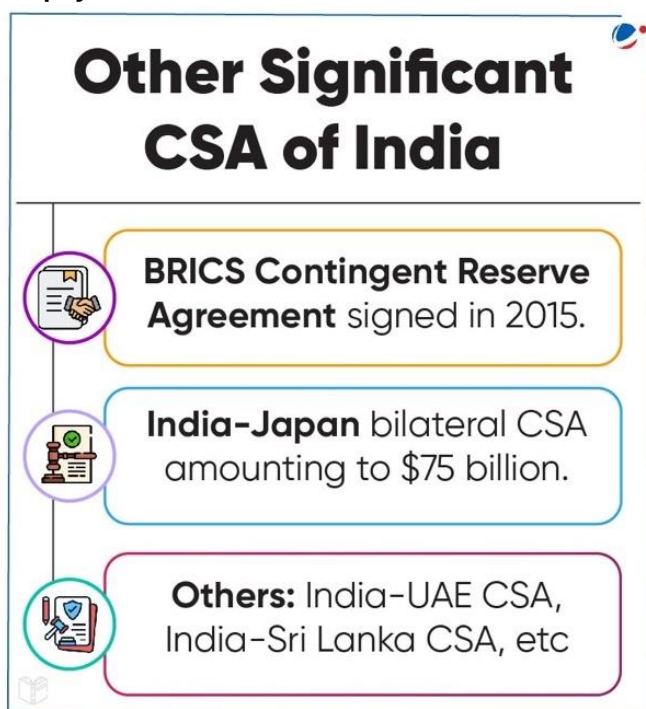 Other Significant
CSA of India
BRICS Contingent Reserve
Agreement signed in 2015.
India-Japan bilateral CSA
amounting to $75 billion.
Others: India-UAE CSA,
India-Sri Lanka CSA, etc